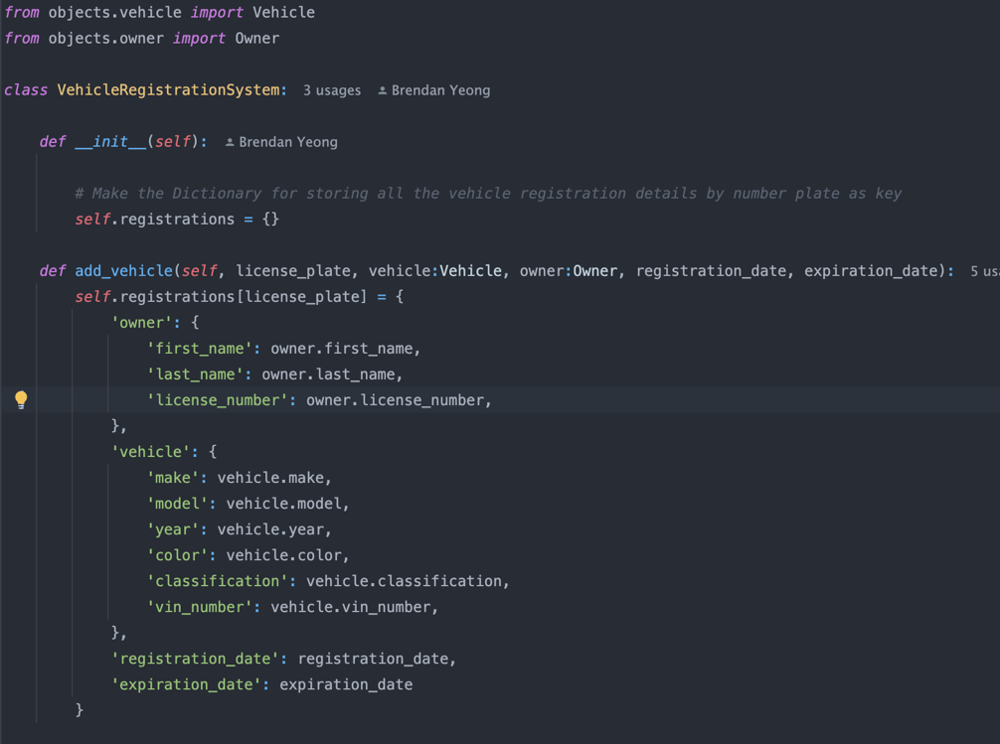 from objects.vehicle import Vehicle
from objects.owner import Owner
class VehicleRegistrationSystem: 3 usages Brendan Yeong
def __init__(self): Brendan Yeong
# Make the Dictionary for storing all the vehicle registration details by number plate as key
self.registrations = {}
def add_vehicle(self, license_plate, vehicle:Vehicle, owner:Owner, registration_date, expiration_date): 5 usa
self.registrations[license_plate] = {
'owner': {
'first_name': owner.first_name,
'last_name': owner.last_name,
'license_number': owner.license_number,
},
'vehicle': {
'make': vehicle.make,
'model': vehicle.model,
'year': vehicle.year,
'color': vehicle.color,
'classification': vehicle.classification,
'vin_number': vehicle.vin_number,
},
'registration_date': registration_date,
'expiration_date': expiration_date
}